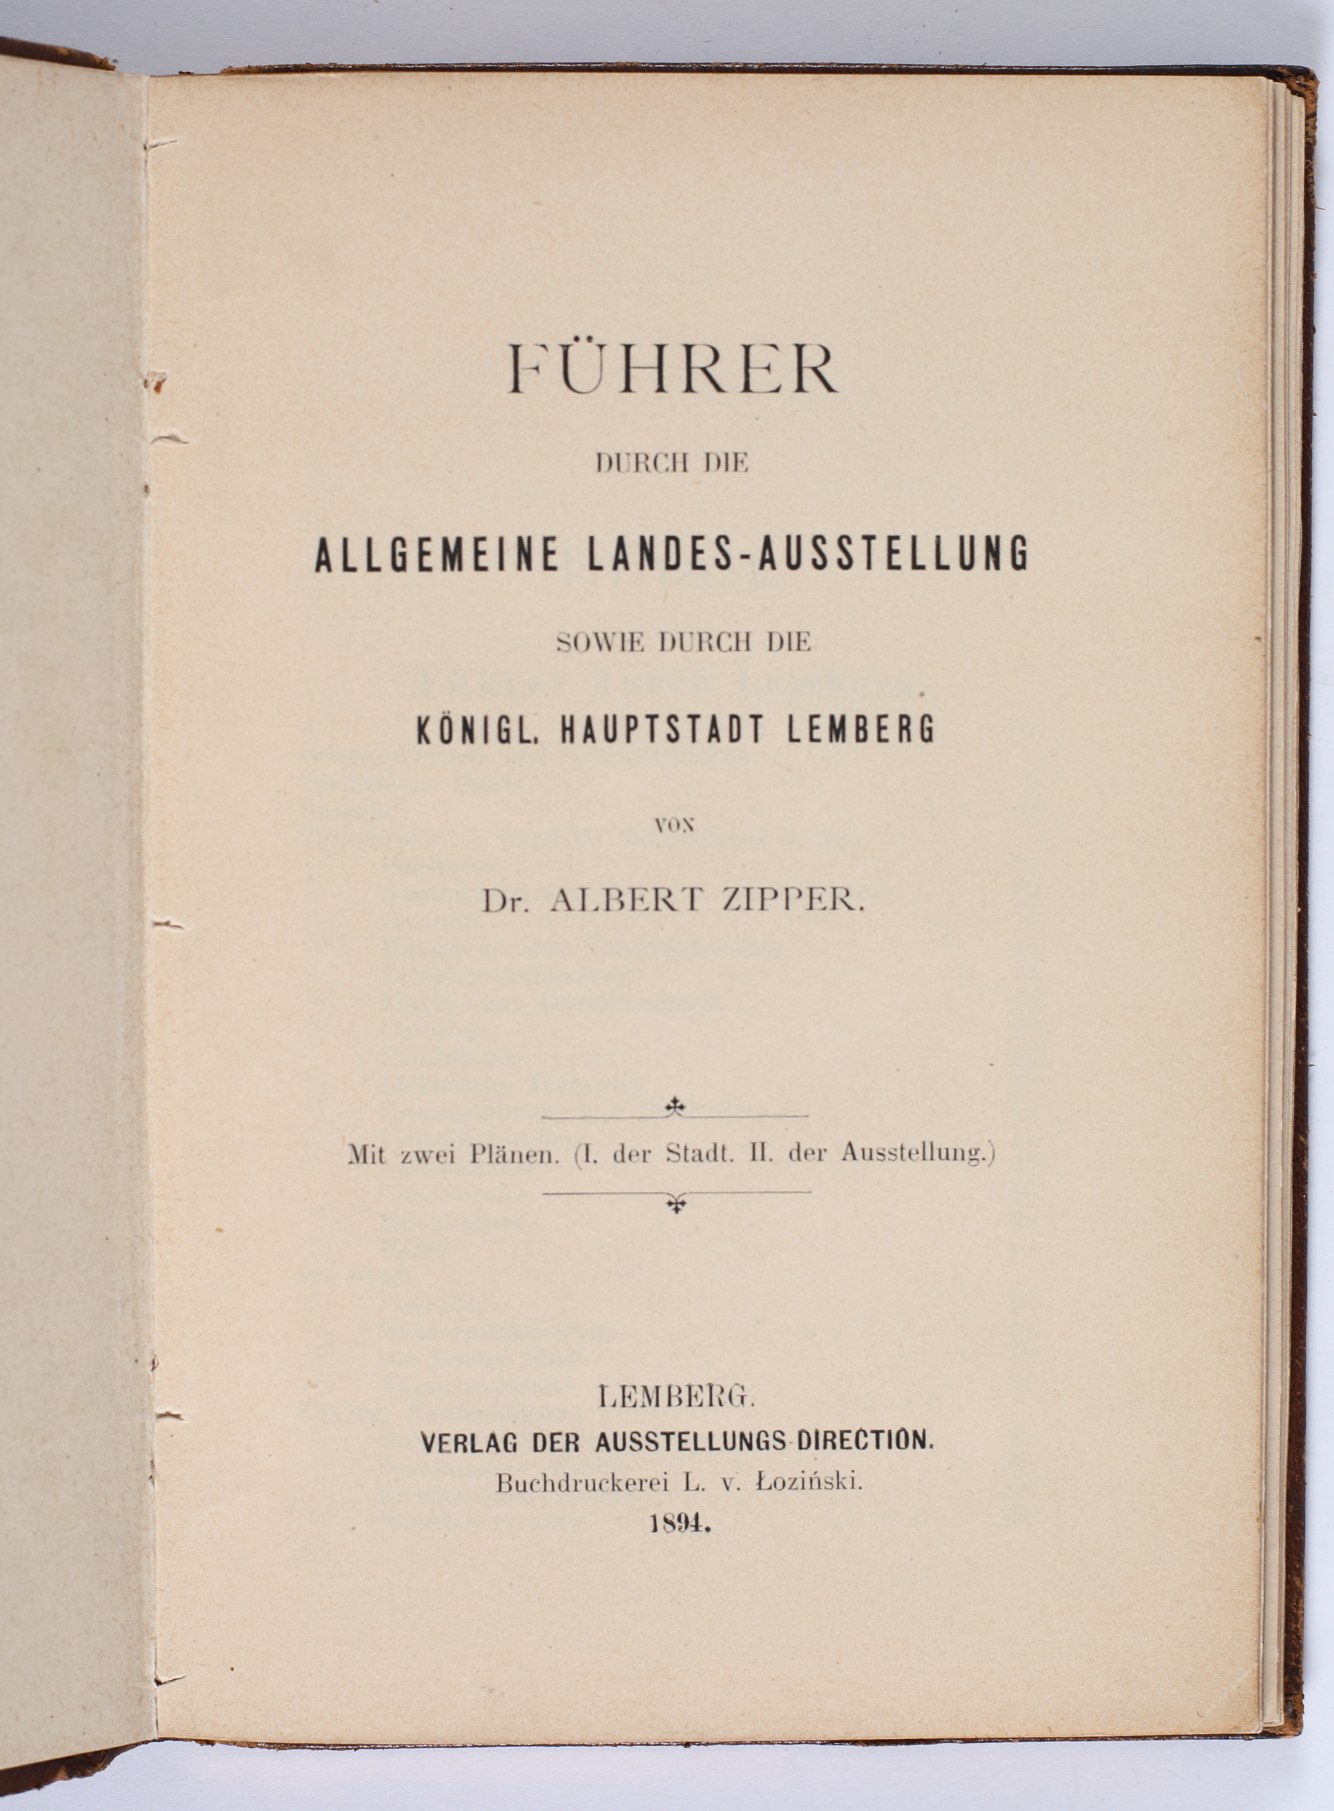 FÜHRER
DURCH DIE
ALLGEMEINE LANDES-AUSSTELLUNG
SOWIE DURCH DIE
KÖNIGL. HAUPTSTADT LEMBERG
VON
Dr. ALBERT ZIPPER.
Mit zwei Plänen. (I. der Stadt. II. der Ausstellung.)
LEMBERG.
VERLAG DER AUSSTELLUNGS-DIRECTION.
Buchdruckerei L. v. Łoziński.
1894.